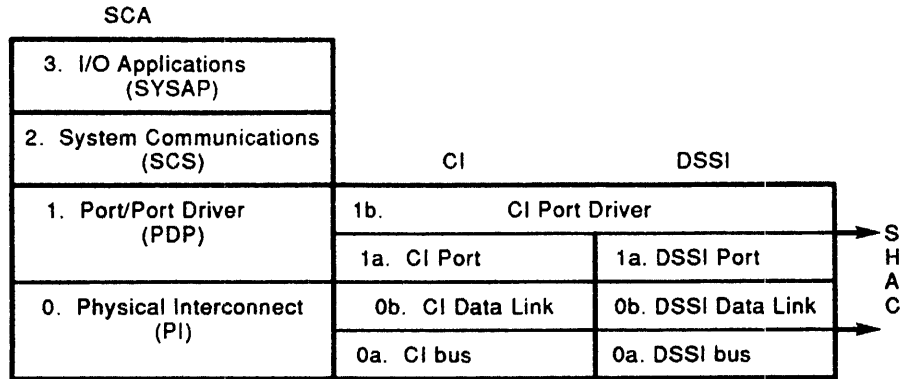 SCA
3. I/O Applications
(SYSAP)
2. System Communications
(SCS)
CI
DSSI
1. Port/Port Driver
(PDP)
1b. CI Port Driver
1a. CI Port
1a. DSSI Port
0. Physical Interconnect
(PI)
0b. CI Data Link
0b. DSSI Data Link
0a. CI bus
0a. DSSI bus
S
H
A
C